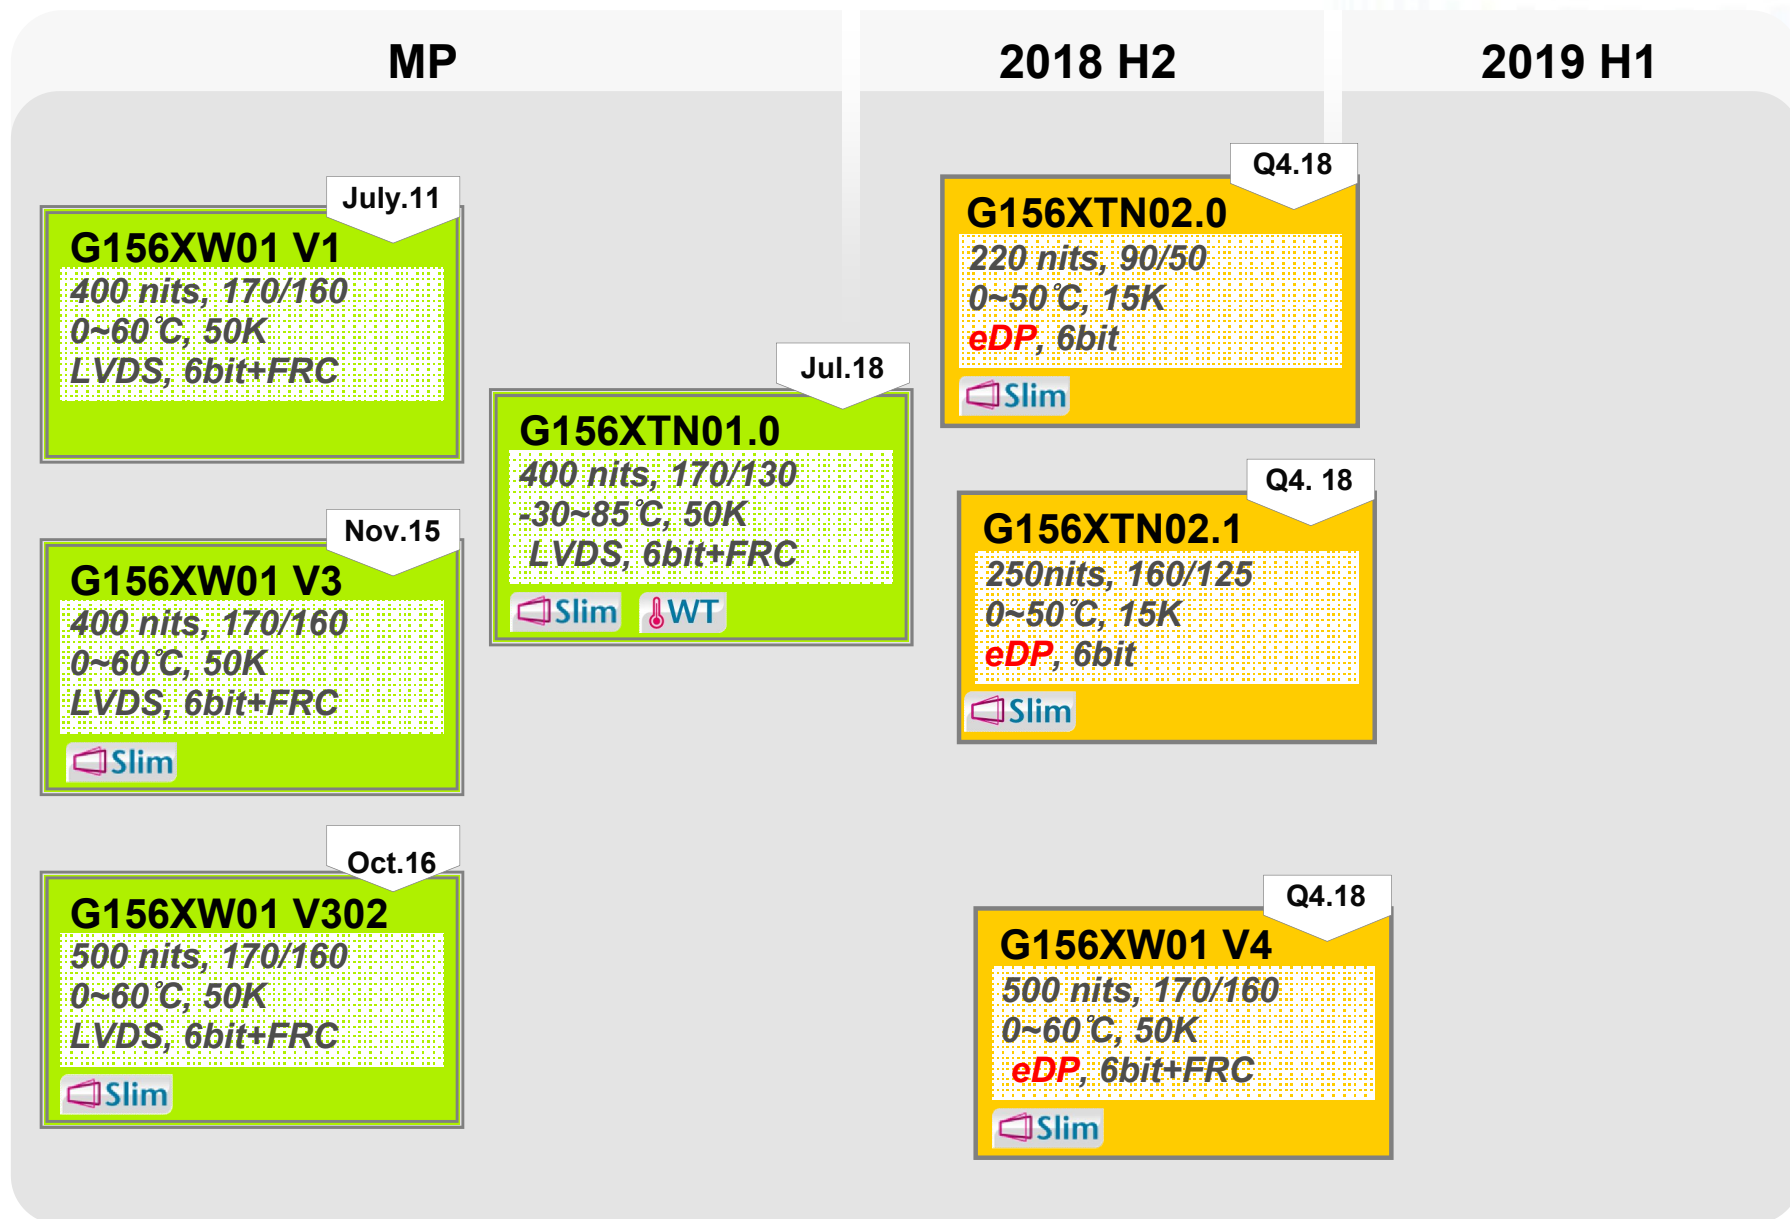 MP
2018 H2
2019 H1
July.11
G156XW01 V1
400 nits, 170/160
0~60℃, 50K
LVDS, 6bit+FRC
Nov.15
G156XW01 V3
400 nits, 170/160
0~60℃, 50K
LVDS, 6bit+FRC
Slim
Oct.16
G156XW01 V302
500 nits, 170/160
0~60℃, 50K
LVDS, 6bit+FRC
Slim
Jul.18
G156XTN01.0
400 nits, 170/130
-30~85℃, 50K
LVDS, 6bit+FRC
Slim WT
Q4.18
G156XTN02.0
220 nits, 90/50
0~50℃, 15K
eDP, 6bit
Slim
Q4. 18
G156XTN02.1
250nits, 160/125
0~50℃, 15K
eDP, 6bit
Slim
Q4.18
G156XW01 V4
500 nits, 170/160
0~60℃, 50K
eDP, 6bit+FRC
Slim